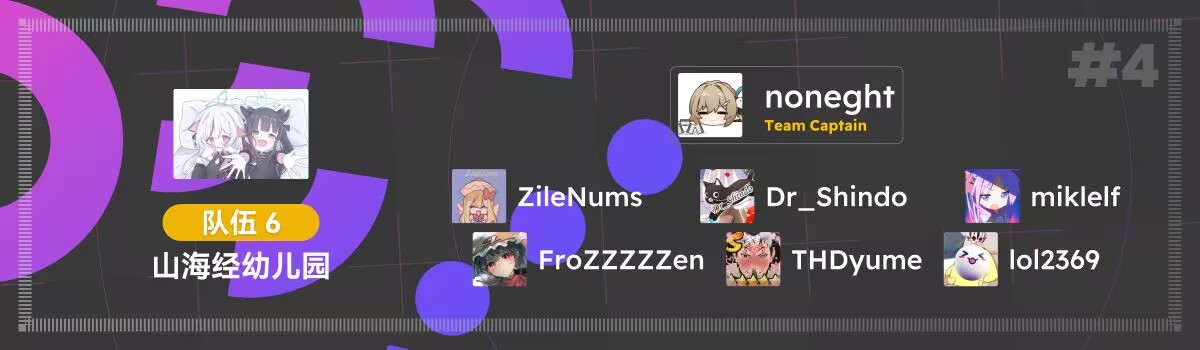 #4
noneght
Team Captain
队伍 6
山海经幼儿园
ZileNums
Dr_Shindo
miklelf
FroZZZZZen
THDyume
lol2369